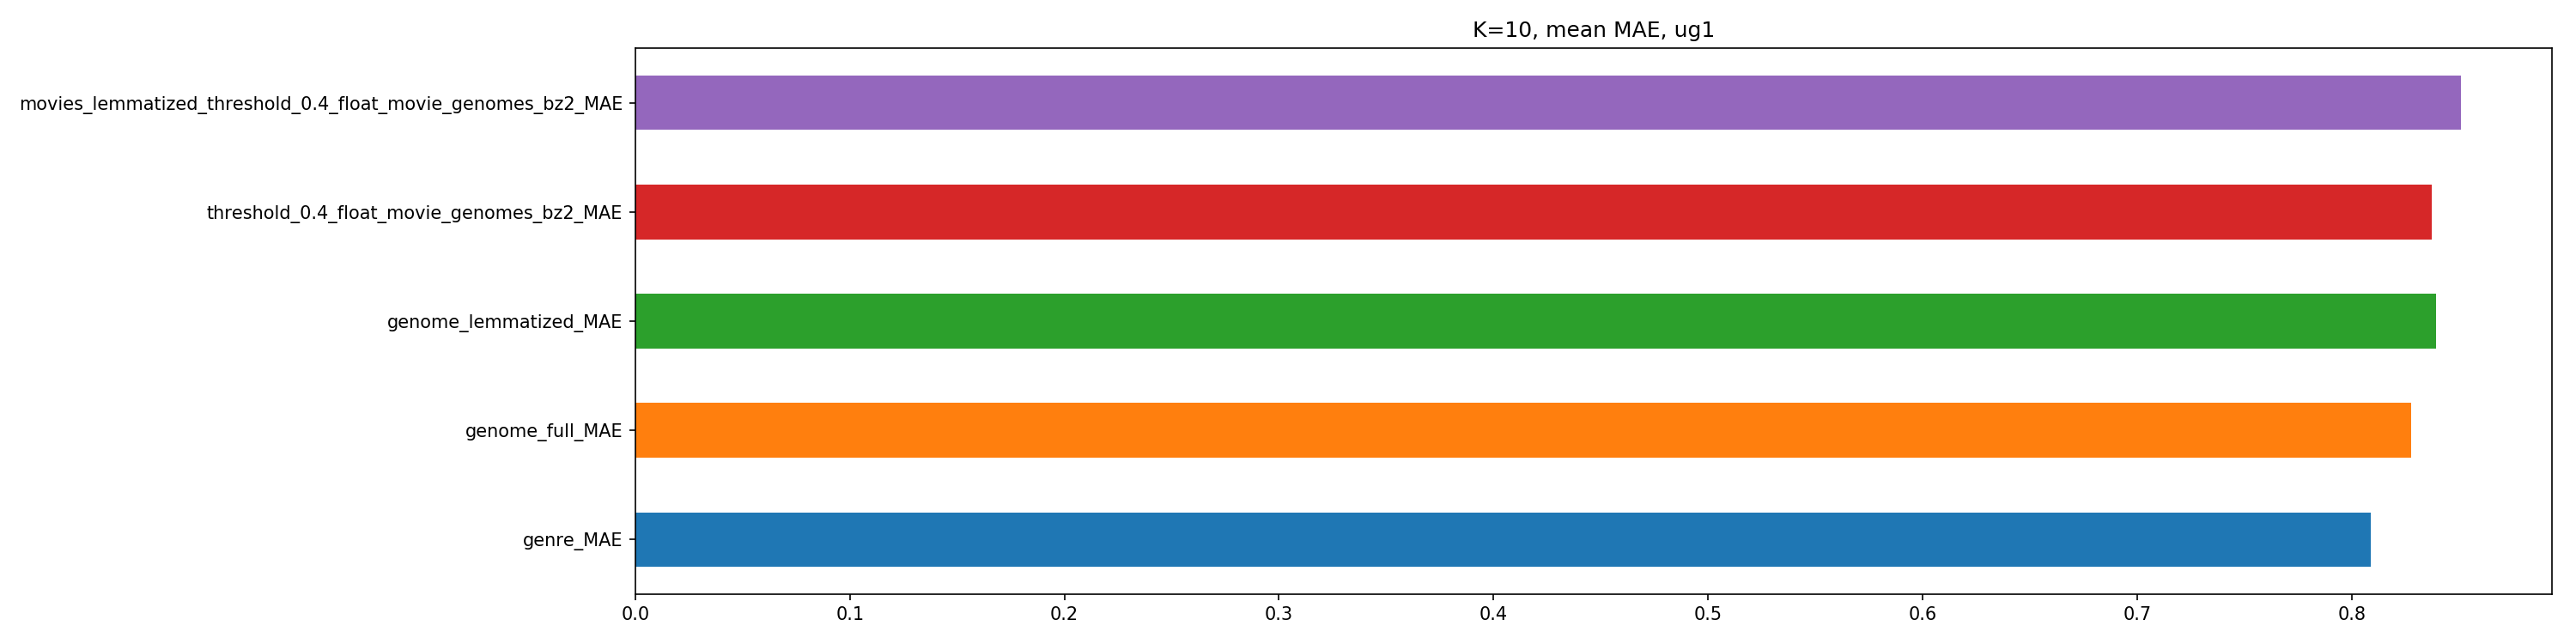 K=10, mean MAE, ug1
movies_lemmatized_threshold_0.4_float_movie_genomes_bz2_MAE
threshold_0.4_float_movie_genomes_bz2_MAE
genome_lemmatized_MAE
genome_full_MAE
genre_MAE
0.0 0.1 0.2 0.3 0.4 0.5 0.6 0.7 0.8